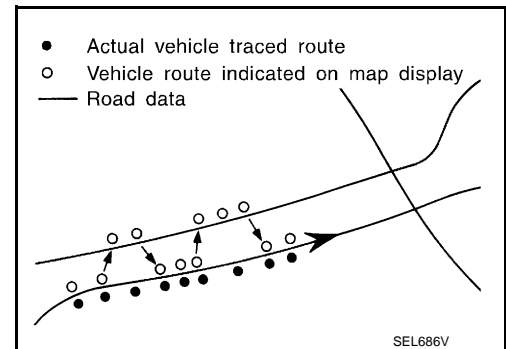 Actual vehicle traced route
Vehicle route indicated on map display
Road data
SEL686V